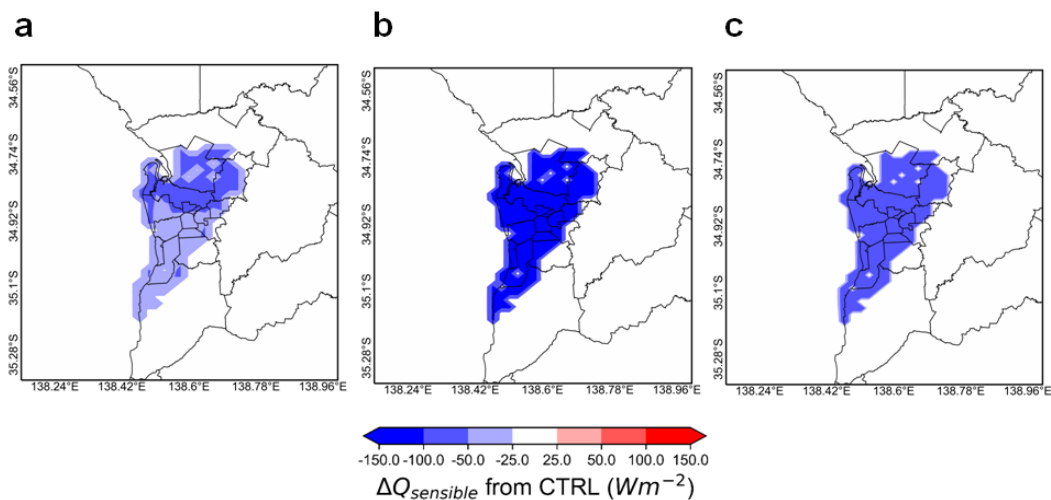 a
b
c
34.56°S
34.74°S
34.92°S
35.1°S
35.28°S
138.24°E
138.42°E
138.6°E
138.78°E
138.96°E
34.56°S
34.74°S
34.92°S
35.1°S
35.28°S
138.24°E
138.42°E
138.6°E
138.78°E
138.96°E
34.56°S
34.74°S
34.92°S
35.1°S
35.28°S
138.24°E
138.42°E
138.6°E
138.78°E
138.96°E
-150.0 -100.0 -50.0 -25.0 25.0 50.0 100.0 150.0
ΔQsensible from CTRL (Wm−2)